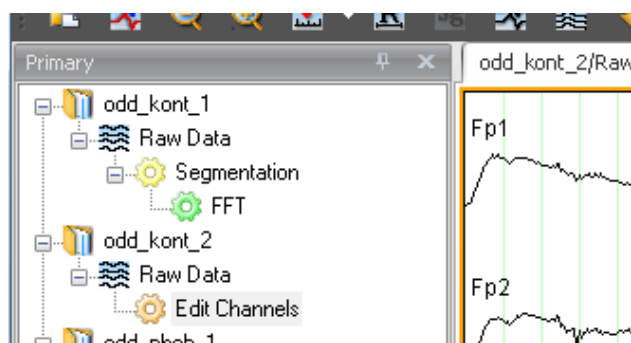 Primary
odd_kont_2/Raw
odd_kont_1
Raw Data
Segmentation
FFT
odd_kont_2
Raw Data
Edit Channels
Fp1
Fp2